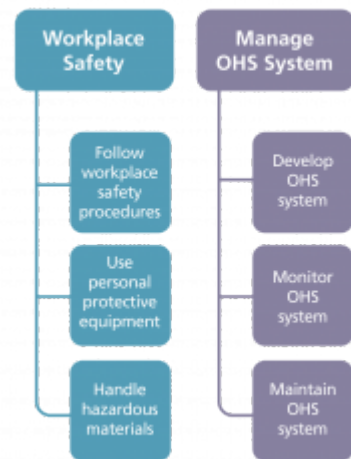 Workplace
Safety
Follow
workplace
safety
procedures
Use
personal
protective
equipment
Handle
hazardous
materials
Manage
OHS System
Develop
OHS
system
Monitor
OHS
system
Maintain
OHS
system